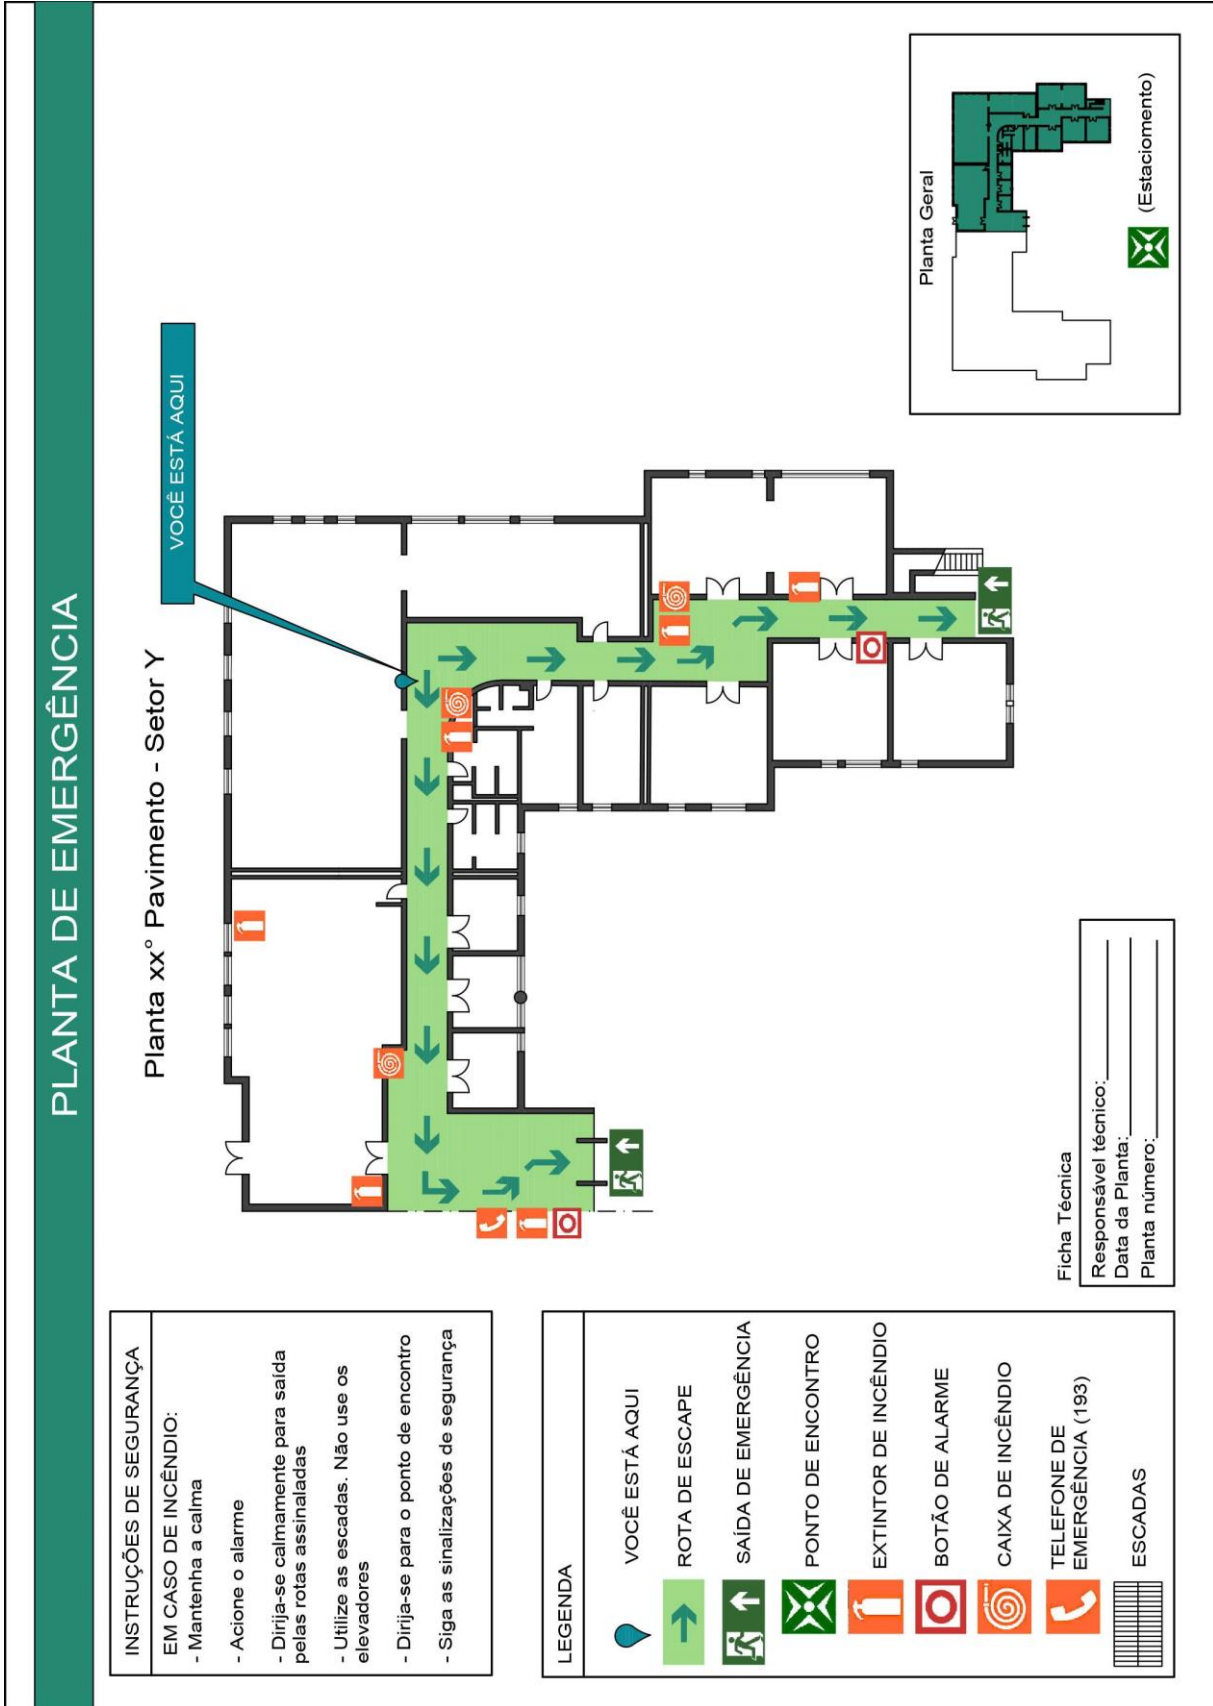 PLANTA DE EMERGÊNCIA
INSTRUÇÕES DE SEGURANÇA
EM CASO DE INCÊNDIO:
- Mantenha a calma
- Acione o alarme
- Dirija-se calmamente para saída
pelas rotas assinaladas
- Utilize as escadas. Não use os
elevadores
- Dirija-se para o ponto de encontro
- Siga as sinalizações de segurança
Planta xx° Pavimento - Setor Y
VOCÊ ESTÁ AQUI
LEGENDA
VOCÊ ESTÁ AQUI
ROTA DE ESCAPE
SAÍDA DE EMERGÊNCIA
PONTO DE ENCONTRO
EXTINTOR DE INCÊNDIO
BOTÃO DE ALARME
CAIXA DE INCÊNDIO
TELEFONE DE
EMERGÊNCIA (193)
ESCADAS
Ficha Técnica
Responsável técnico:
Data da Planta:
Planta número:
Planta Geral
(Estaciomento)